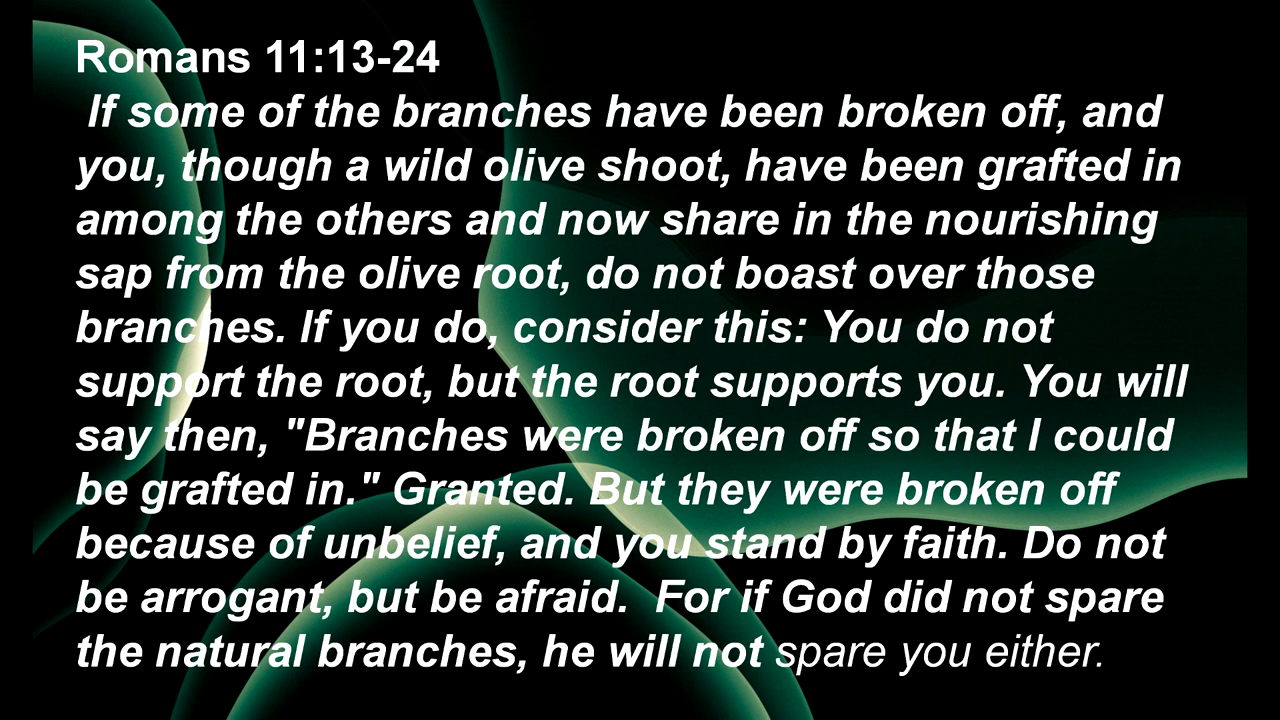 Romans 11:13-24
If some of the branches have been broken off, and
you, though a wild olive shoot, have been grafted in
among the others and now share in the nourishing
sap from the olive root, do not boast over those
branches. If you do, consider this: You do not
support the root, but the root supports you. You will
say then, "Branches were broken off so that I could
be grafted in." Granted. But they were broken off
because of unbelief, and you stand by faith. Do not
be arrogant, but be afraid.  For if God did not spare
the natural branches, he will not spare you either.